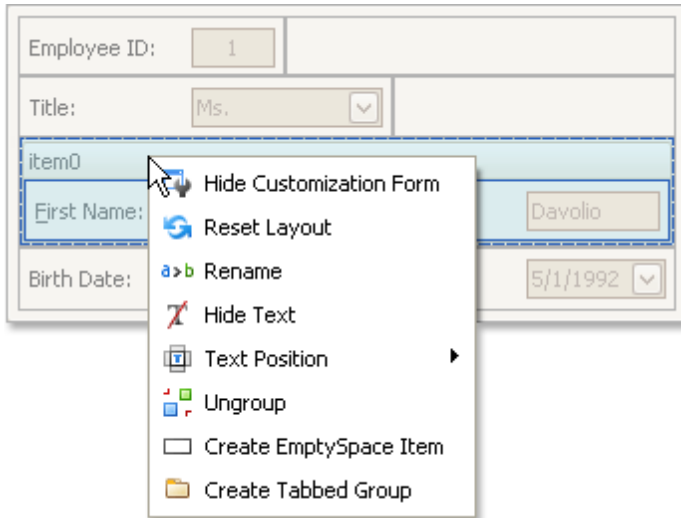 Employee ID: 1
Title: Ms.
item0
Hide Customization Form
First Name: Davolio
Reset Layout
Birth Date: 5/1/1992
a>b Rename
Hide Text
Text Position
Ungroup
Create EmptySpace Item
Create Tabbed Group